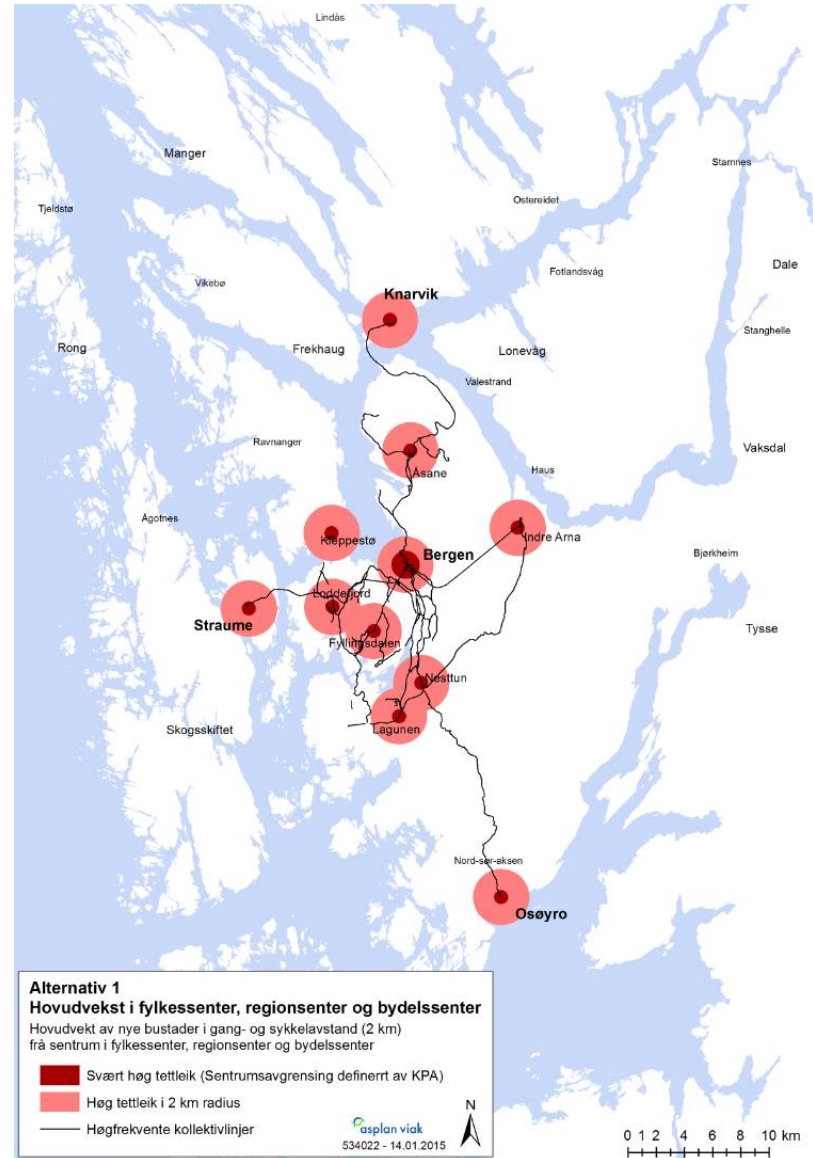 Lindås
Manger
Stamnes
Ostereidet
Tjeldstø
Fotlandsvåg
Dale
Vikebø
Knarvik
Stanghelle
Rong
Frekhaug
Lonevåg
Valestrand
Ravnanger
Vaksdal
Haus
Åsane
Ågotnes
Kleppestø
Indre Arna
Bergen
Bjørkheim
Loddefjord
Straume
Tysse
Fyllingsdalen
Nesttun
Skogsskiftet
Lagunen
Nord-sør-aksen
Osøyro
Alternativ 1
Hovudvekst i fylkessenter, regionsenter og bydelssenter
Hovudvekt av nye bustader i gang- og sykkelavstand (2 km)
frå sentrum i fylkessenter, regionsenter og bydelssenter
Svært høg tettleik (Sentrumsavgrensing definerrt av KPA)
Høg tettleik i 2 km radius
Høgfrekvente kollektivlinjer
asplan viak
534022 - 14.01.2015
N
0 1 2 4 6 8 10 km